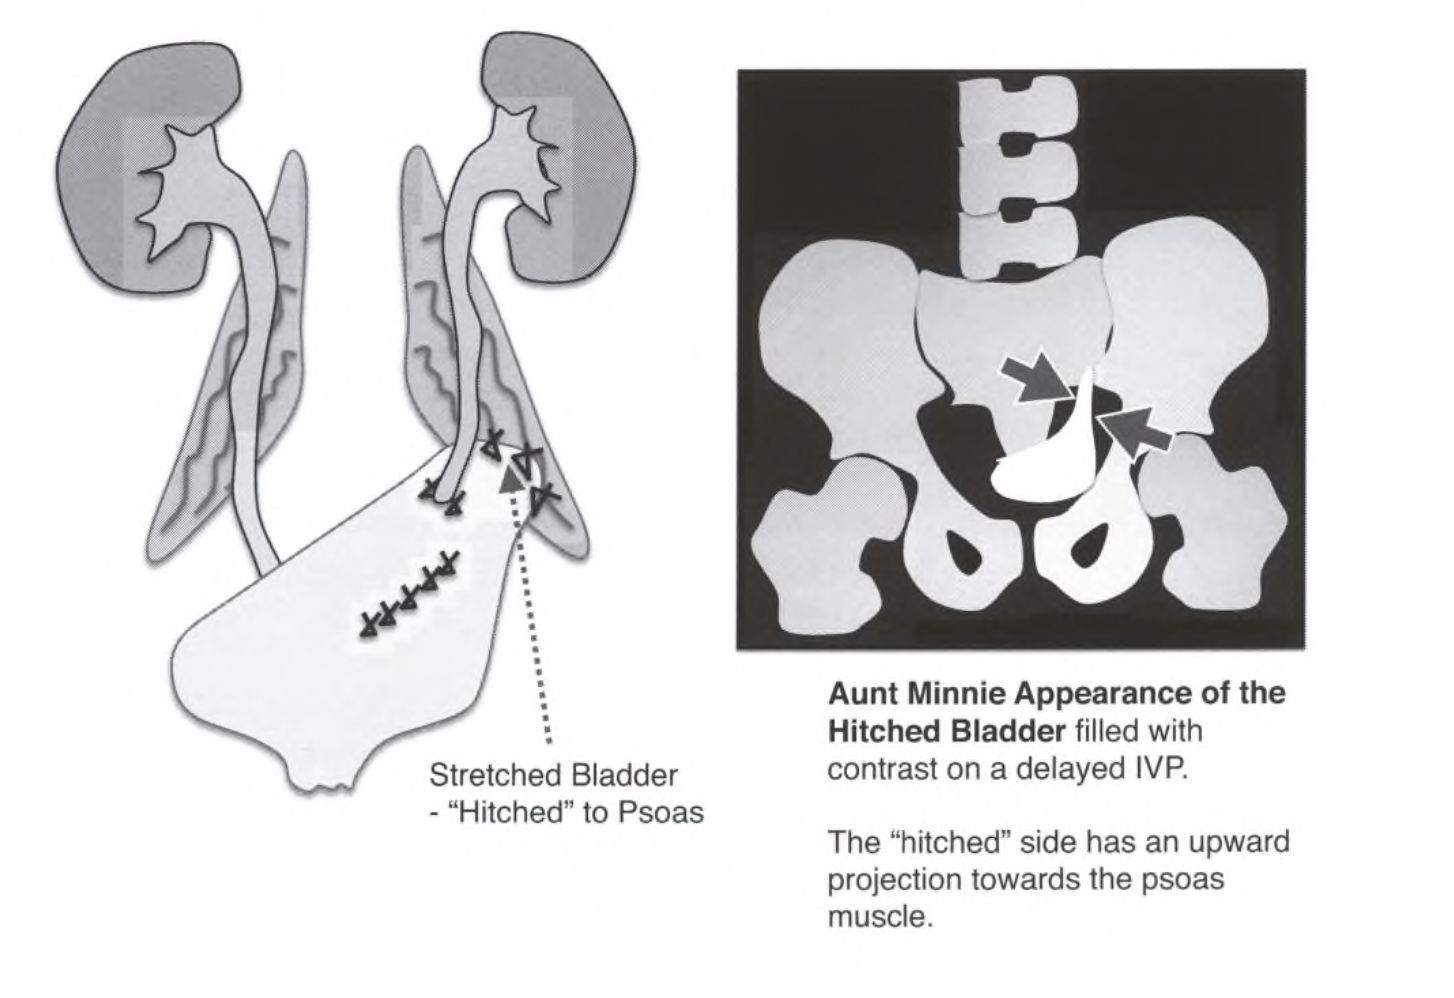 Stretched Bladder
- “Hitched” to Psoas
Aunt Minnie Appearance of the
Hitched Bladder filled with
contrast on a delayed IVP.
The “hitched” side has an upward
projection towards the psoas
muscle.